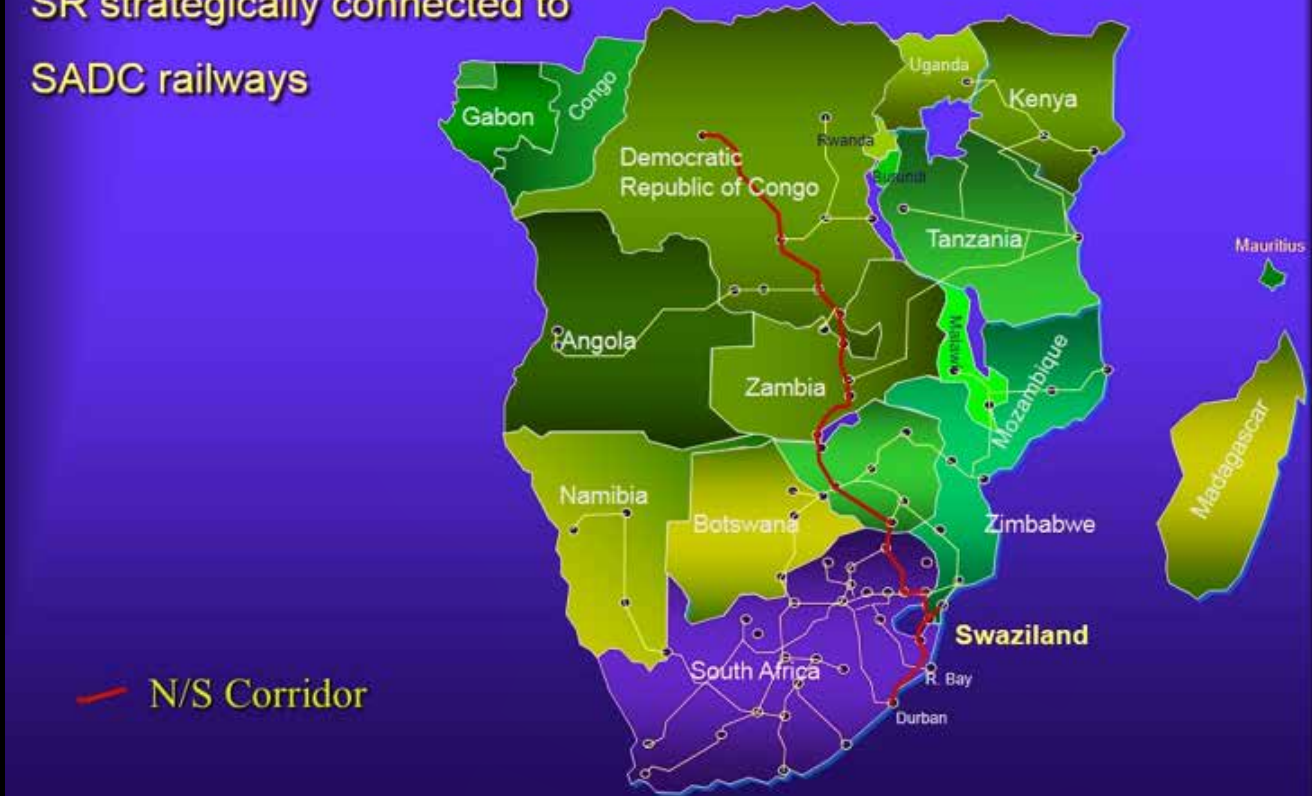 SR strategically connected to
SADC railways
Uganda
Kenya
Congo
Gabon
Rwanda
Democratic
Republic of Congo
Burundi
Tanzania
Mauritius
Angola
Malawi
Mozambique
Zambia
Madagascar
Namibia
Botswana
Zimbabwe
Swaziland
South Africa
R. Bay
N/S Corridor
Durban